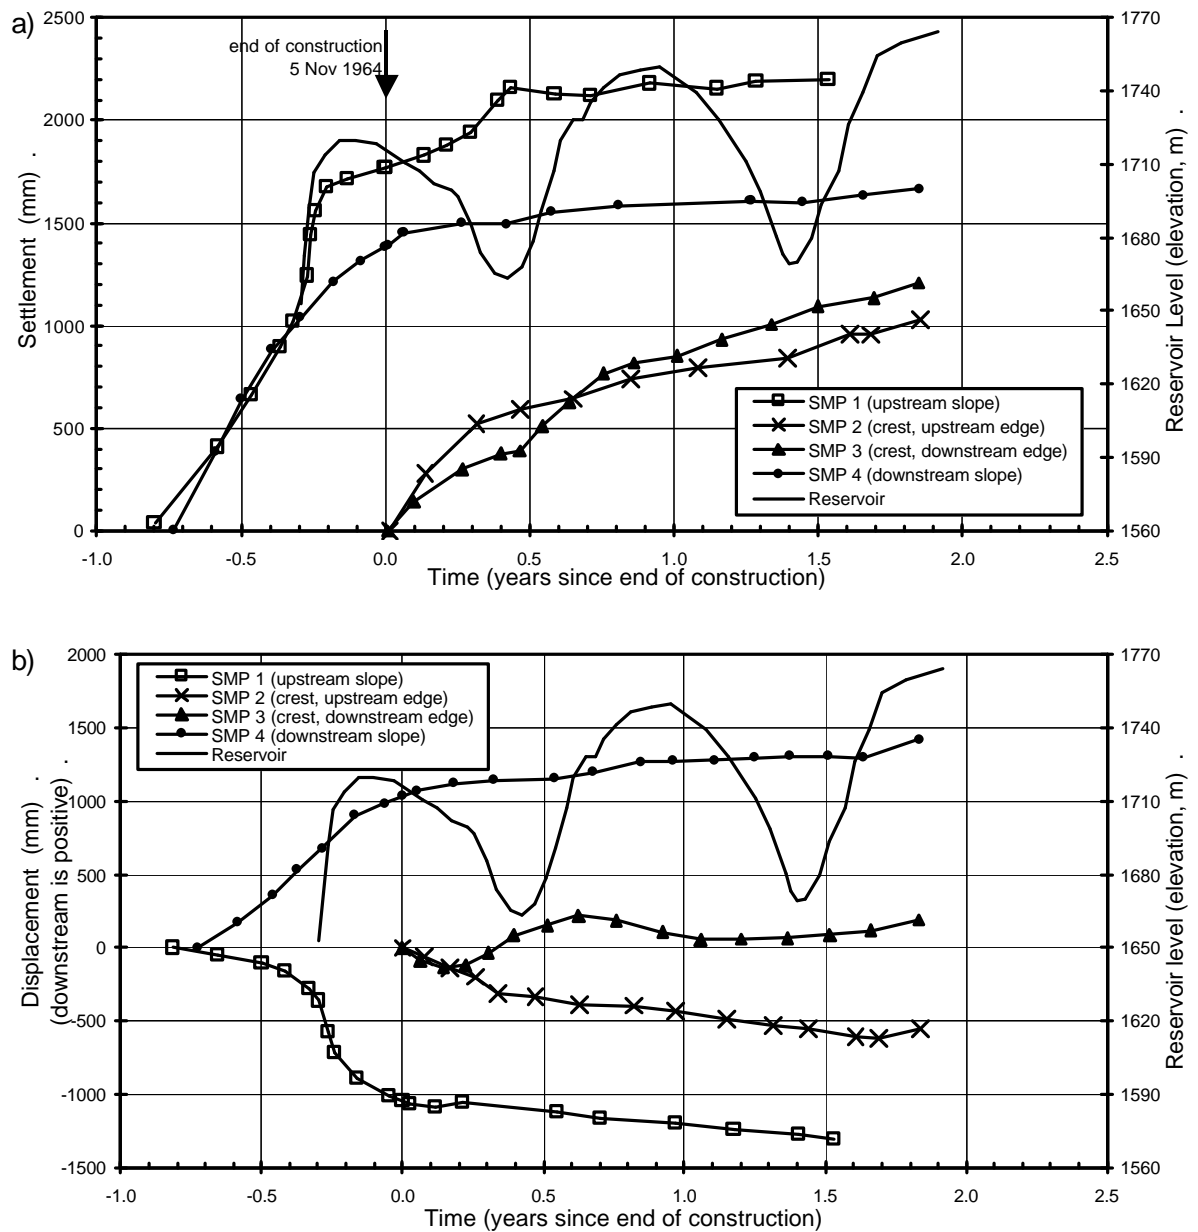 a)
2500
2000
1500
1000
500
0
Settlement (mm) .
end of construction
5 Nov 1964
1770
1740
1710
1680
1650
1620
1590
1560
Reservoir Level (elevation, m) .
SMP 1 (upstream slope)
SMP 2 (crest, upstream edge)
SMP 3 (crest, downstream edge)
SMP 4 (downstream slope)
Reservoir
-1.0 -0.5 0.0 0.5 1.0 1.5 2.0 2.5
Time (years since end of construction)
b)
2000
1500
1000
500
0
-500
-1000
-1500
Displacement (mm) .
(downstream is positive)
SMP 1 (upstream slope)
SMP 2 (crest, upstream edge)
SMP 3 (crest, downstream edge)
SMP 4 (downstream slope)
Reservoir
1770
1740
1710
1680
1650
1620
1590
1560
Reservoir level (elevation, m) .
-1.0 -0.5 0.0 0.5 1.0 1.5 2.0 2.5
Time (years since end of construction)